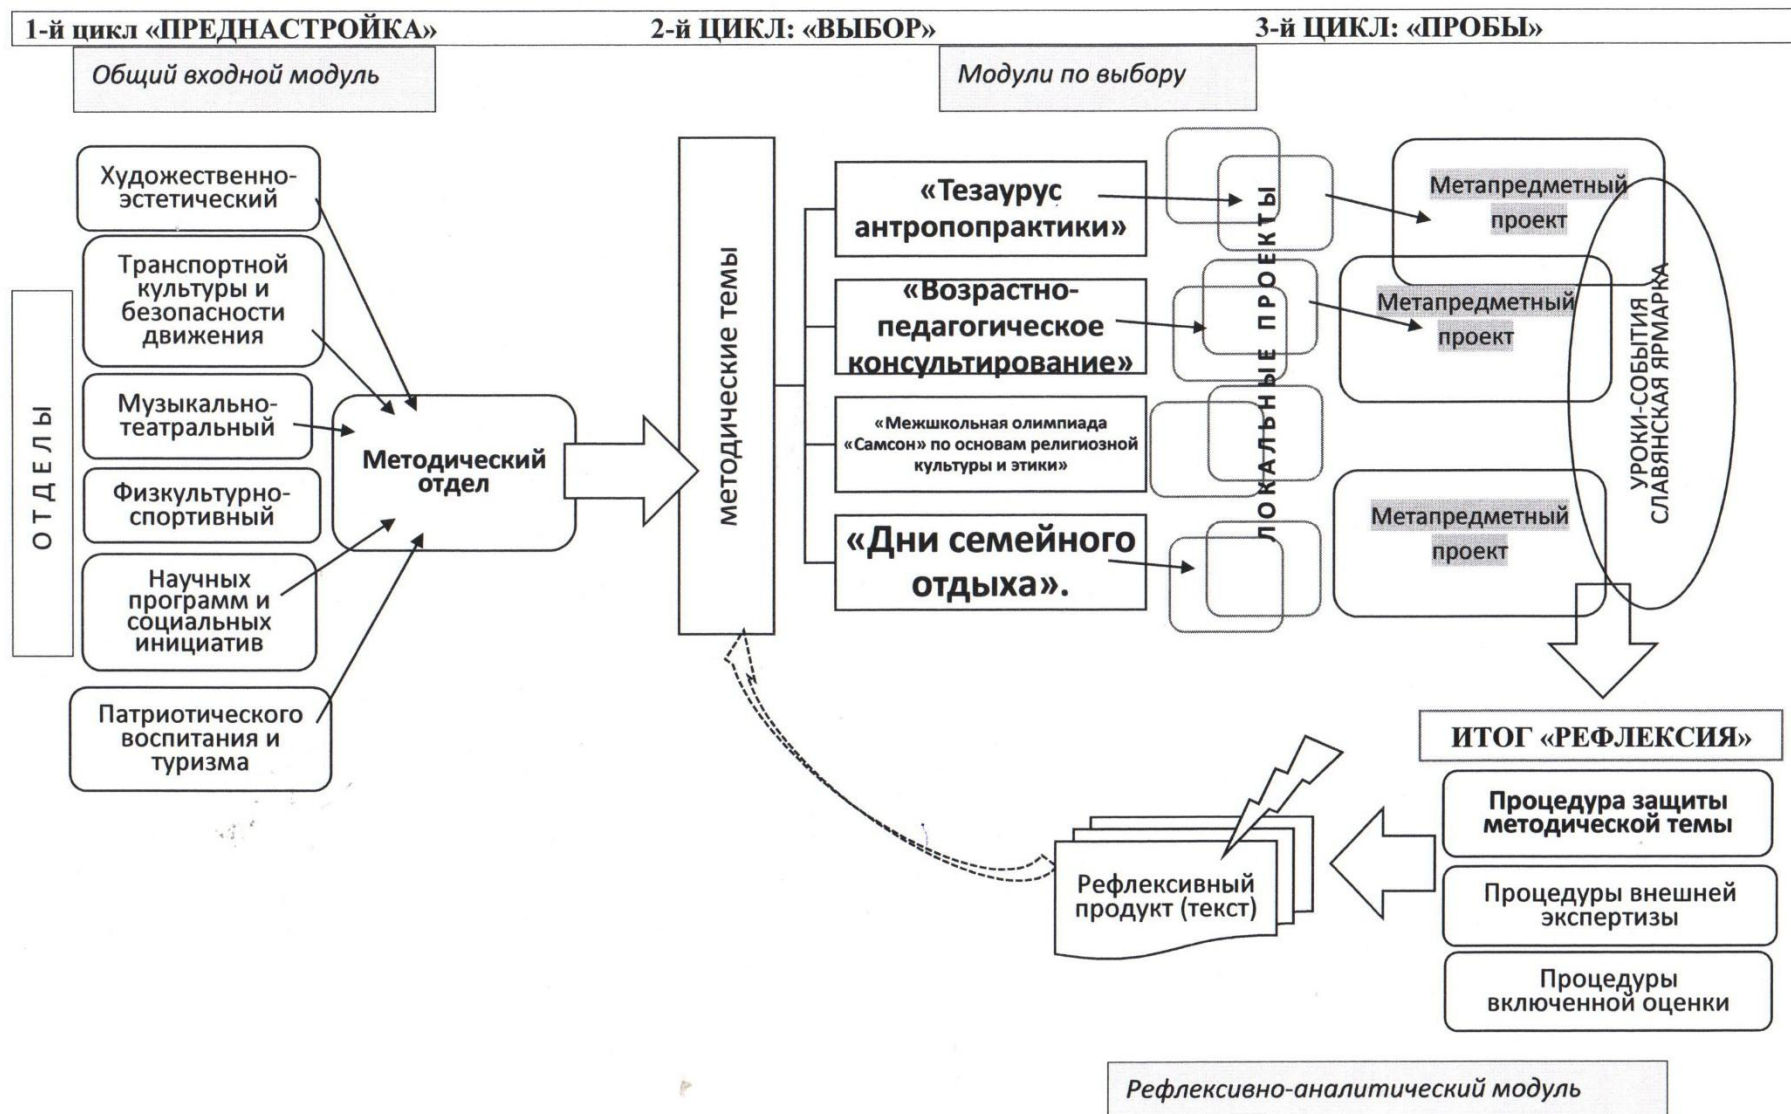 1-й цикл «ПРЕДНАСТРОЙКА»
2-й ЦИКЛ: «ВЫБОР»
3-й ЦИКЛ: «ПРОБЫ»
Общий входной модуль
Модули по выбору
ОТДЕЛЫ
Художественно-
эстетический
Транспортной
культуры и
безопасности
движения
Музыкально-
театральный
Физкультурно-
спортивный
Научных
программ и
социальных
инициатив
Патриотического
воспитания и
туризма
Методический
отдел
методические темы
«Тезаурус
антропопрактики»
«Возрастно-
педагогическое
консультирование»
«Межшкольная олимпиада
«Самсон» по основам религиозной
культуры и этики»
«Дни семейного
отдыха».
ЛОКАЛЬНЫЕ ПРОЕКТЫ
Метапредметный
проект
Метапредметный
проект
Метапредметный
проект
УРОКИ-СОБЫТИЯ
СЛАВЯНСКАЯ ЯРМАРКА
ИТОГ «РЕФЛЕКСИЯ»
Процедура защиты
методической темы
Процедуры внешней
экспертизы
Процедуры
включенной оценки
Рефлексивный
продукт (текст)
Рефлексивно-аналитический модуль